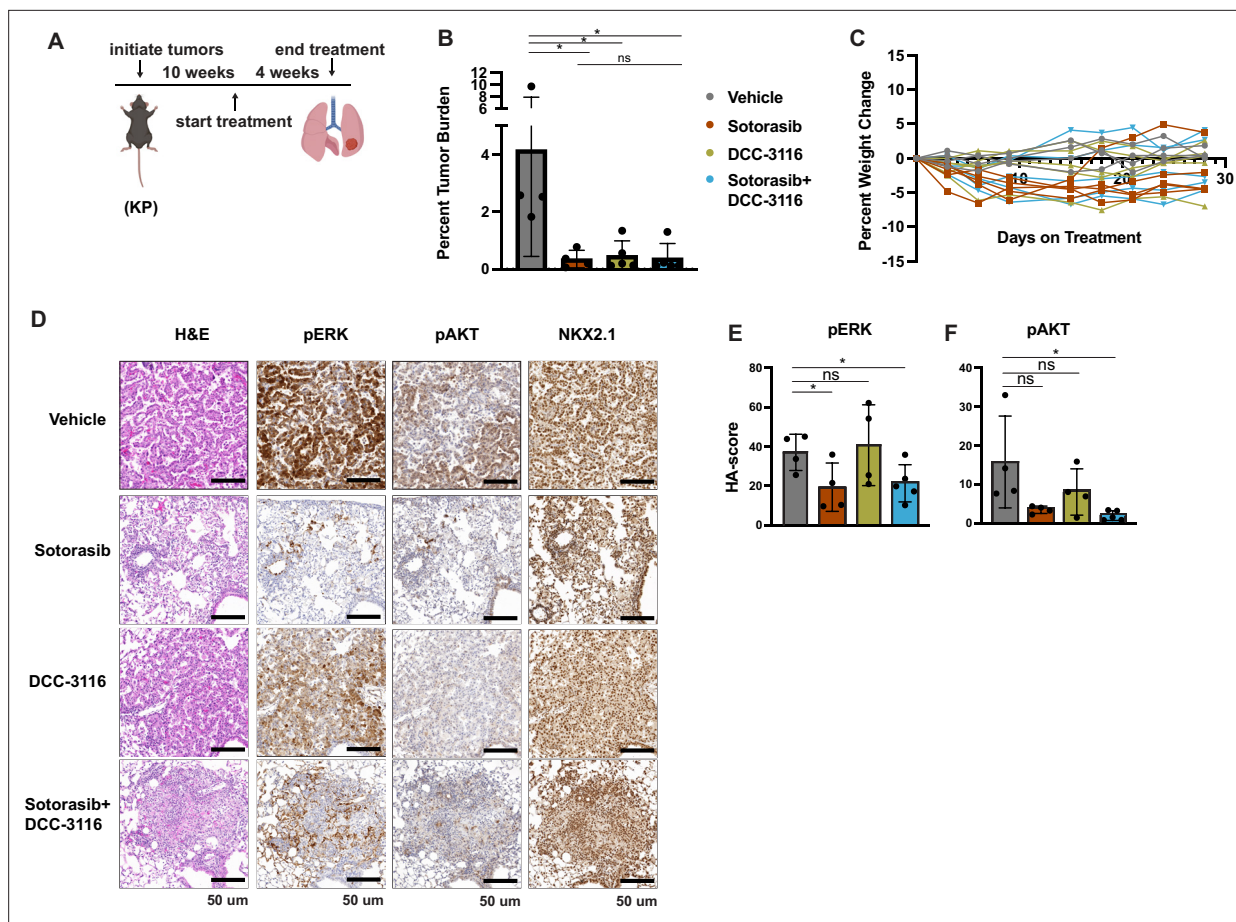 A
initiate tumors
end treatment
10 weeks
4 weeks
start treatment
(KP)
B
*
*
*
ns
Percent Tumor Burden
12
10
8
6
4
2
0
Vehicle
Sotorasib
DCC-3116
Sotorasib+
DCC-3116
C
Percent Weight Change
15
10
5
0
-5
-10
-15
10
20
30
Days on Treatment
D
H&E
pERK
pAKT
NKX2.1
Vehicle
Sotorasib
DCC-3116
Sotorasib+
DCC-3116
50 um
50 um
50 um
50 um
E
pERK
*
ns
*
HA-score
80
60
40
20
0
F
pAKT
*
ns
ns
40
30
20
10
0